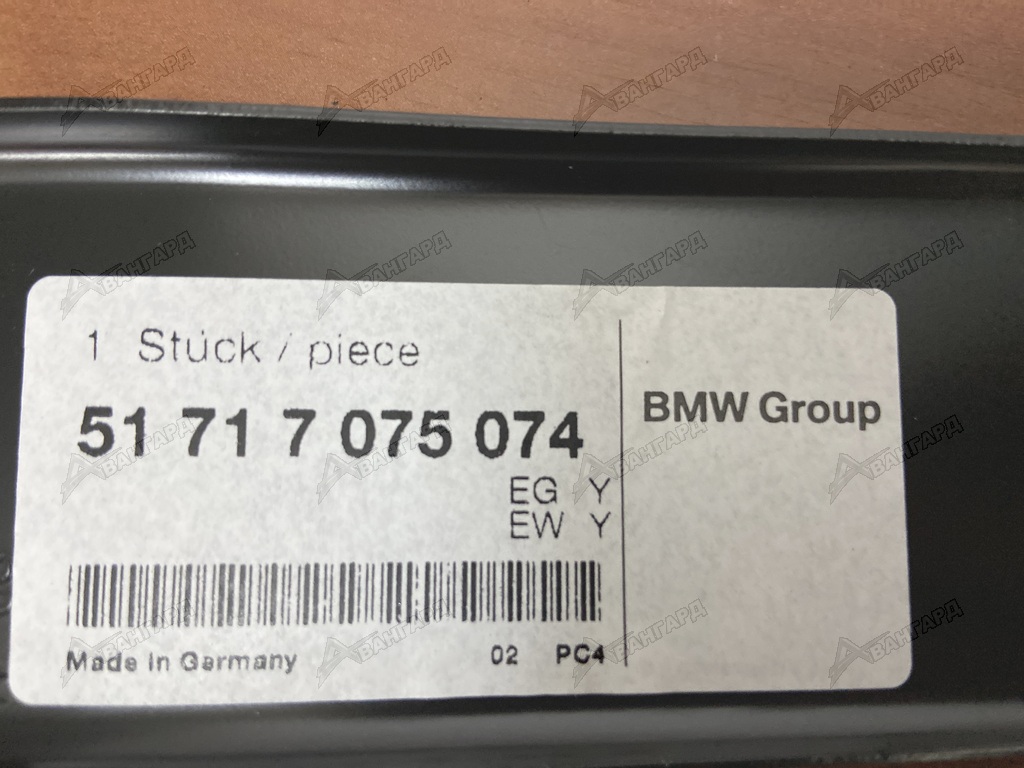 1 Stück / piece
51 71 7 075 074
EG Y
EW Y
BMW Group
Made in Germany 02 PC4
АВАНГАРД